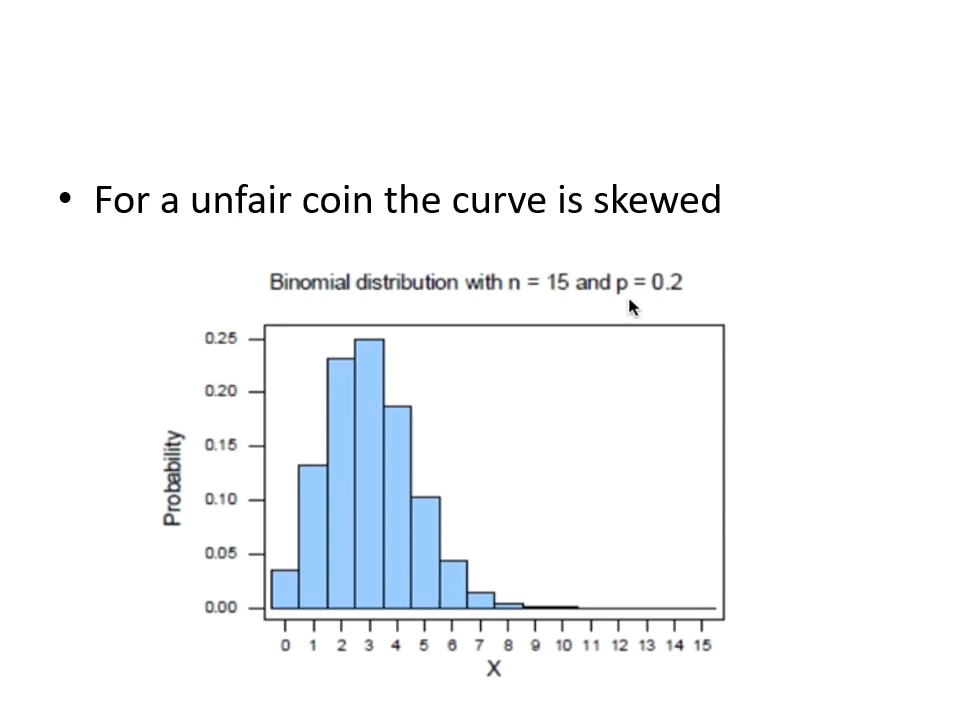 • For a unfair coin the curve is skewed
Binomial distribution with n = 15 and p = 0.2
0.25
0.20
0.15
0.10
0.05
0.00
Probability
0 1 2 3 4 5 6 7 8 9 10 11 12 13 14 15
X